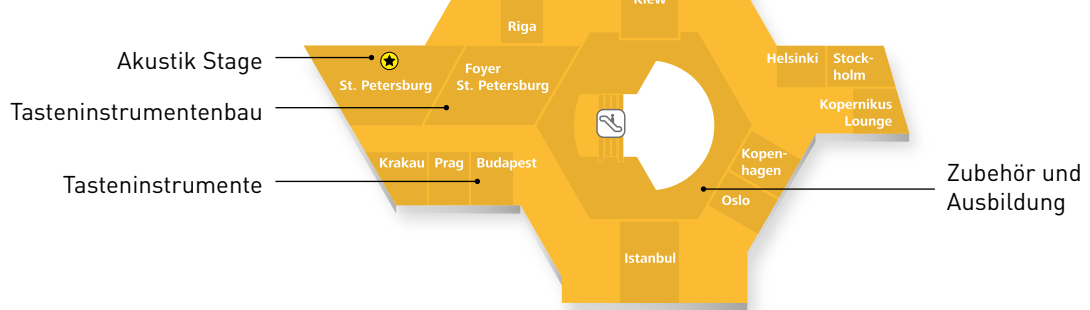 Kiew
Riga
Akustik Stage
St. Petersburg
Foyer
St. Petersburg
Helsinki
Stock-
holm
Kopernikus
Lounge
Tasteninstrumentenbau
Krakau
Prag
Budapest
Kopen-
hagen
Tasteninstrumente
Oslo
Zubehör und
Ausbildung
Istanbul